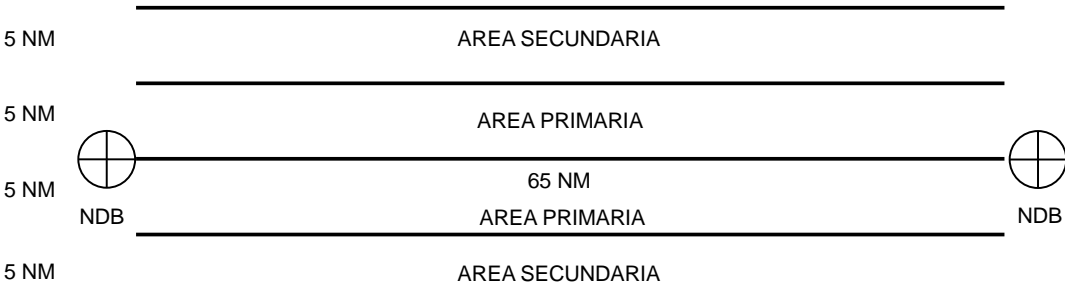 5 NM AREA SECUNDARIA
5 NM AREA PRIMARIA
65 NM
5 NM
NDB AREA PRIMARIA NDB
5 NM AREA SECUNDARIA